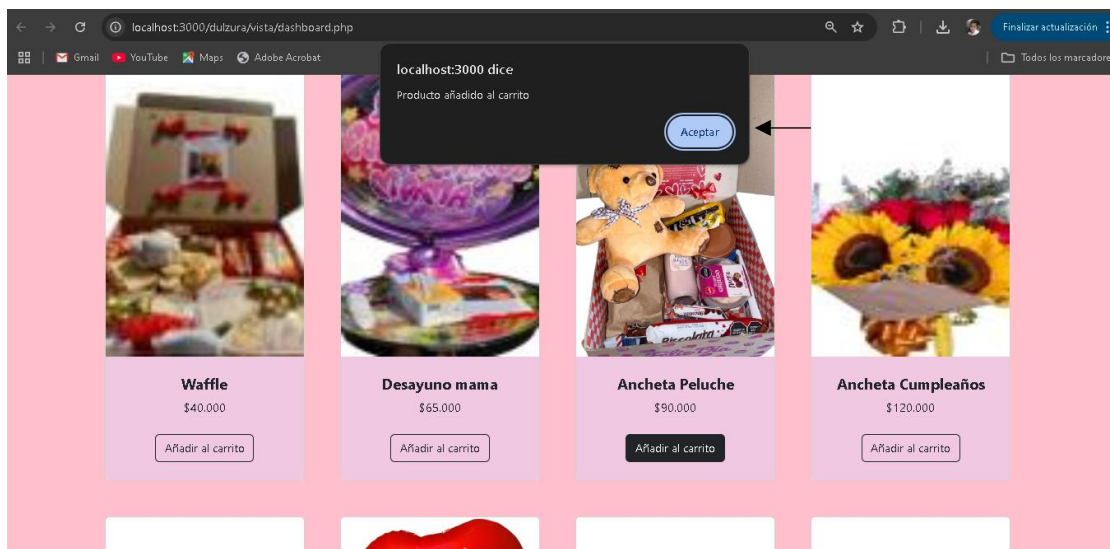 localhost:3000/dulzura/vista/dashboard.php
Finalizar actualización
Gmail
YouTube
Maps
Adobe Acrobat
Todos los marcadore
localhost:3000 dice
Producto añadido al carrito
Aceptar
Waffle
Desayuno mama
Ancheta Peluche
Ancheta Cumpleaños
$40.000
$65.000
$90.000
$120.000
Añadir al carrito
Añadir al carrito
Añadir al carrito
Añadir al carrito